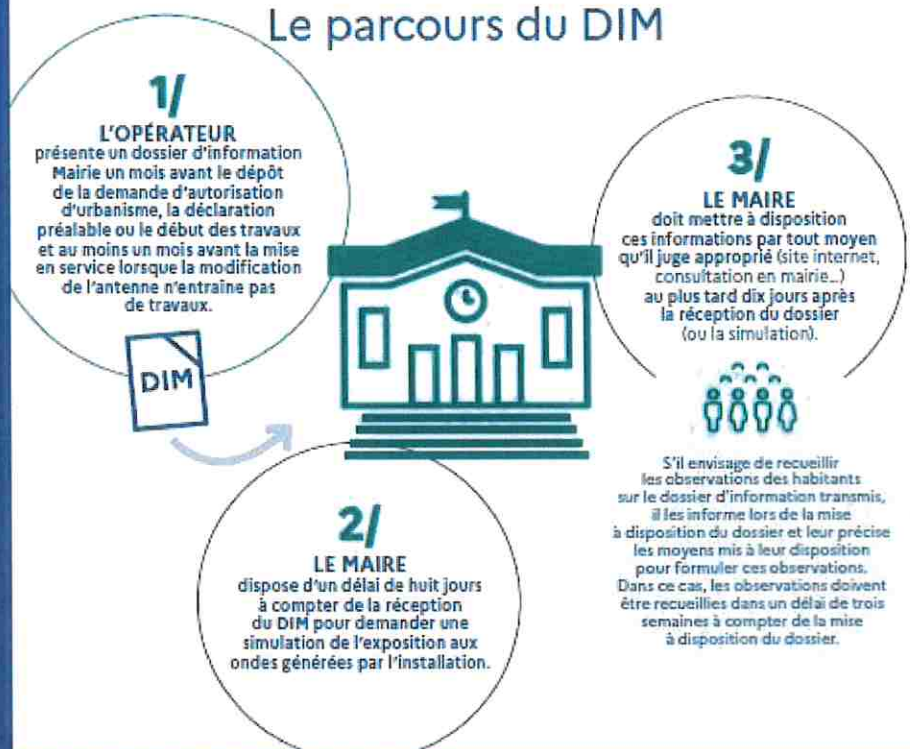 Le parcours du DIM
1/
L'OPÉRATEUR
présente un dossier d'information
Mairie un mois avant le dépôt
de la demande d'autorisation
d'urbanisme, la déclaration
préalable ou le début des travaux
et au moins un mois avant la mise
en service lorsque la modification
de l'antenne n'entraîne pas
de travaux.
DIM
2/
LE MAIRE
dispose d'un délai de huit jours
à compter de la réception
du DIM pour demander une
simulation de l'exposition aux
ondes générées par l'installation.
3/
LE MAIRE
doit mettre à disposition
ces informations par tout moyen
qu'il juge approprié (site internet,
consultation en mairie...)
au plus tard dix jours après
la réception du dossier
(ou la simulation).
S'il envisage de recueillir
les observations des habitants
sur le dossier d'information transmis,
il les informe lors de la mise
à disposition du dossier et leur précise
les moyens mis à leur disposition
pour formuler ces observations.
Dans ce cas, les observations doivent
être recueillies dans un délai de trois
semaines à compter de la mise
à disposition du dossier.